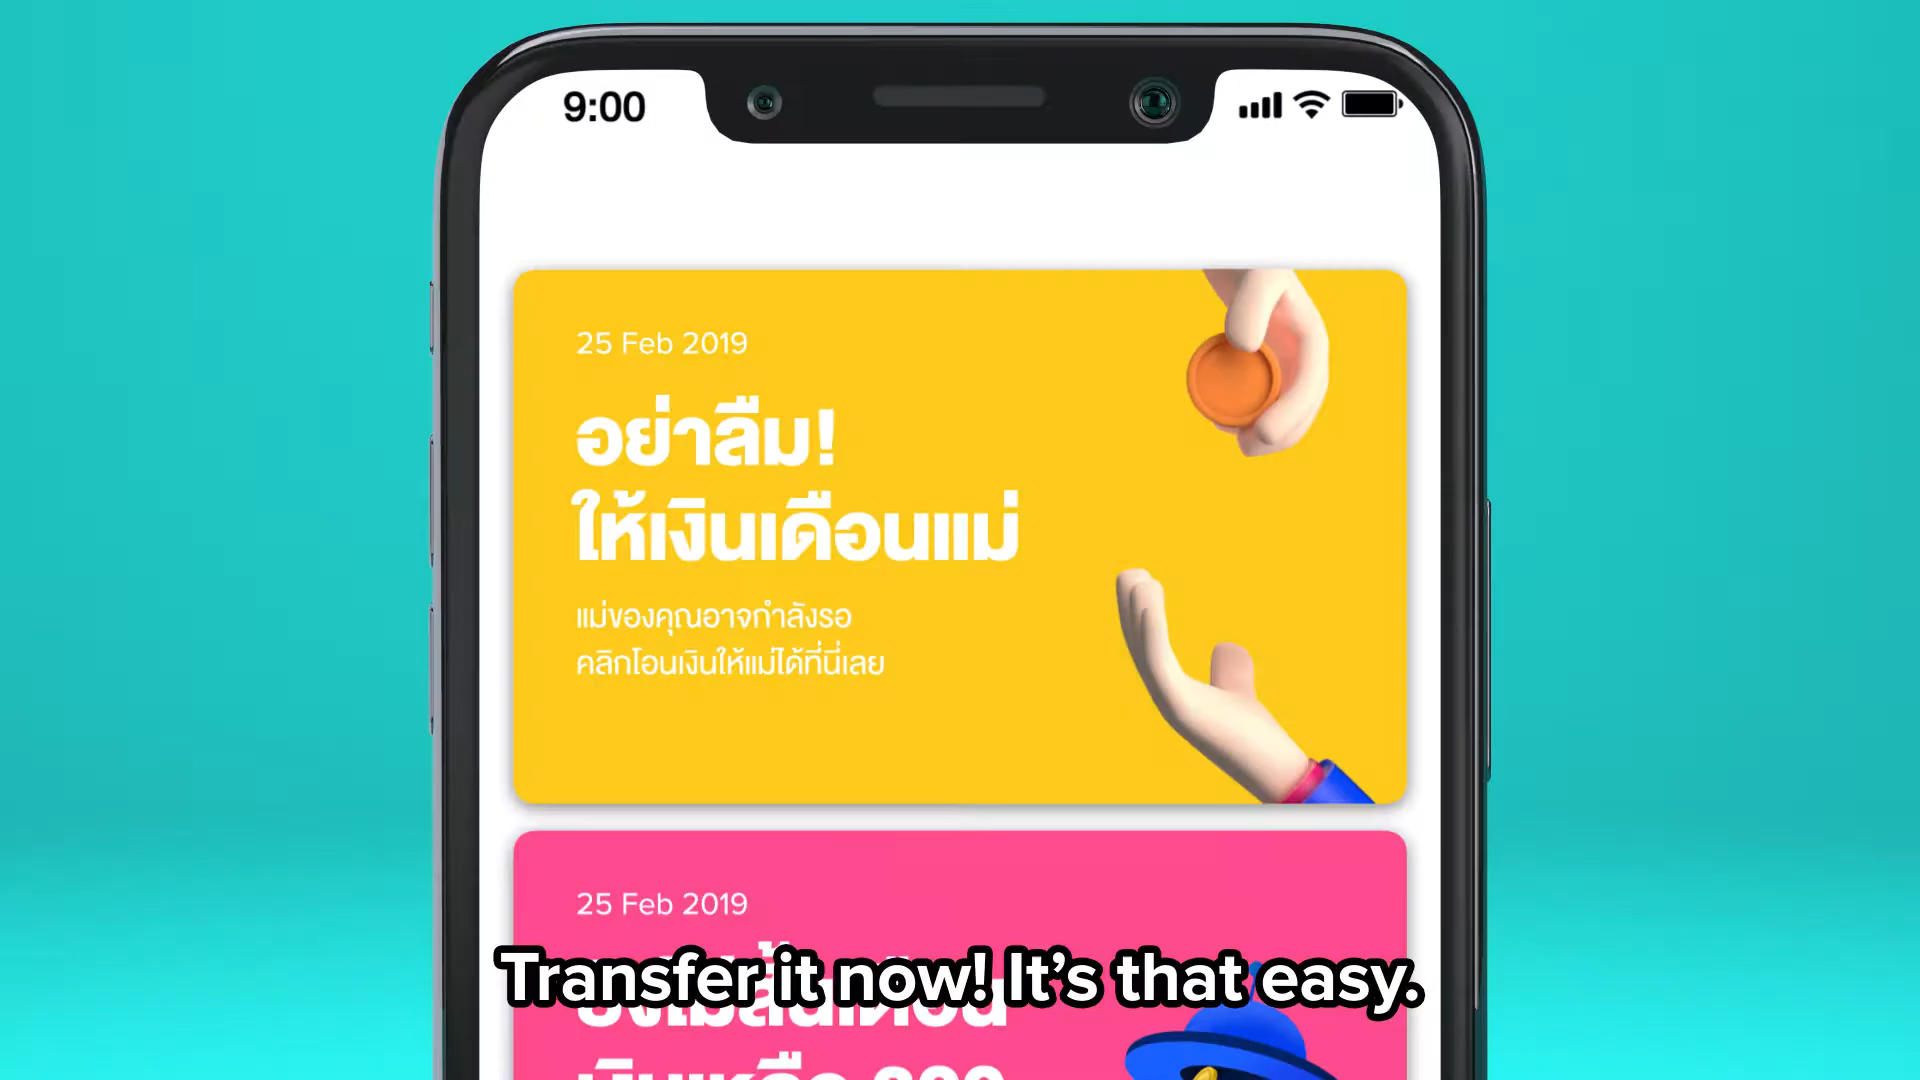 9:00
25 Feb 2019
อย่าลืม!
ให้เงินเดือนแม่
แม่ของคุณอาจกำลังรอ
คลิกโอนเงินให้แม่ได้ที่นี่เลย
25 Feb 2019
Transfer it now! It's that easy.